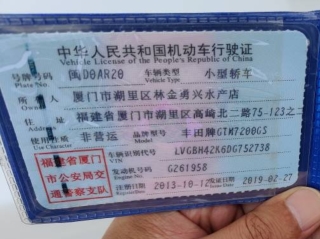 中华人民共和国机动车行驶证
Vehicle License of the People's Republic of China
号牌号码 闽D0AR20 车辆类型 小型轿车
Plate No. Vehicle Type
所有人 厦门市湖里区林金勇兴水产店
Owner
住址 福建省厦门市湖里区高崎北二路75-123之二
Address
使用性质 非营运 品牌型号 丰田牌GTM7200GS
Use Character Model
福建省厦门市公安局交通警察支队
车辆识别代号 LVGBH42K6DG752738
VIN
发动机号码 G261958
Engine No.
注册日期 2013-10-12 发证日期 2019-02-27
Register Date Issue Date